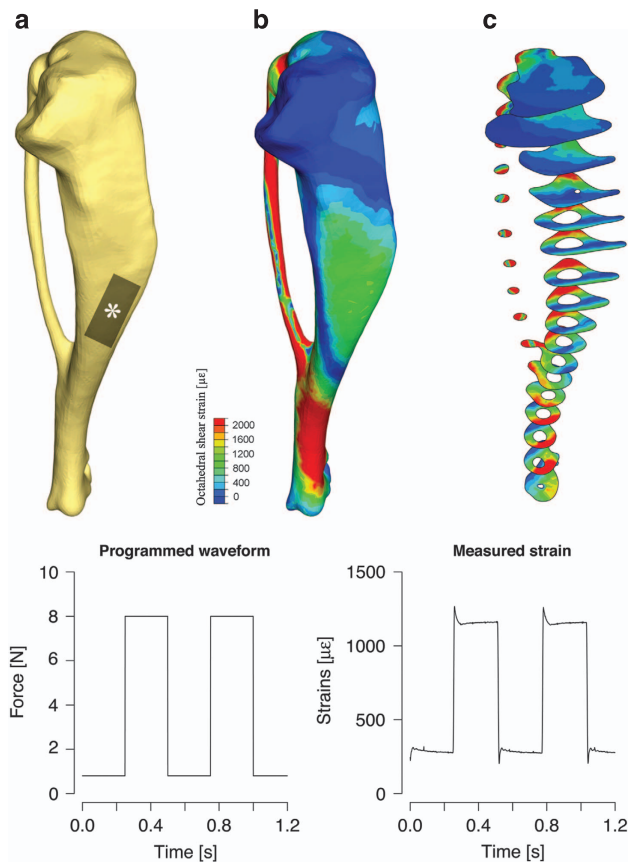 a
b
c
*
Octahedral shear strain [με]
2000
1600
1200
800
400
0
Programmed waveform
Force [N]
10
8
6
4
2
0
0.0
0.4
0.8
1.2
Time [s]
Measured strain
Strains [με]
1500
1000
500
0
0.0
0.4
0.8
1.2
Time [s]